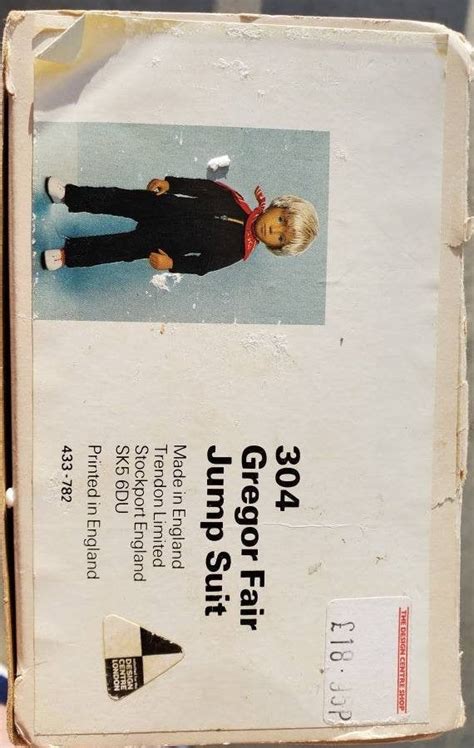 304
Gregor Fair
Jump Suit
Made in England
Trendon Limited
Stockport England
SK5 6DU
Printed in England
433-782
DESIGN
CENTRE
LONDON
THE DESIGN CENTRE SHOP